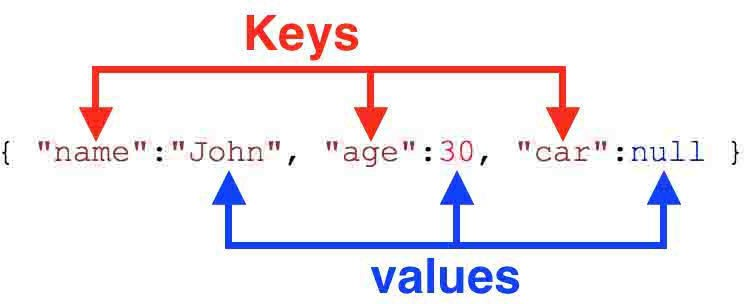 Keys
{ "name":"John", "age":30, "car":null }
values